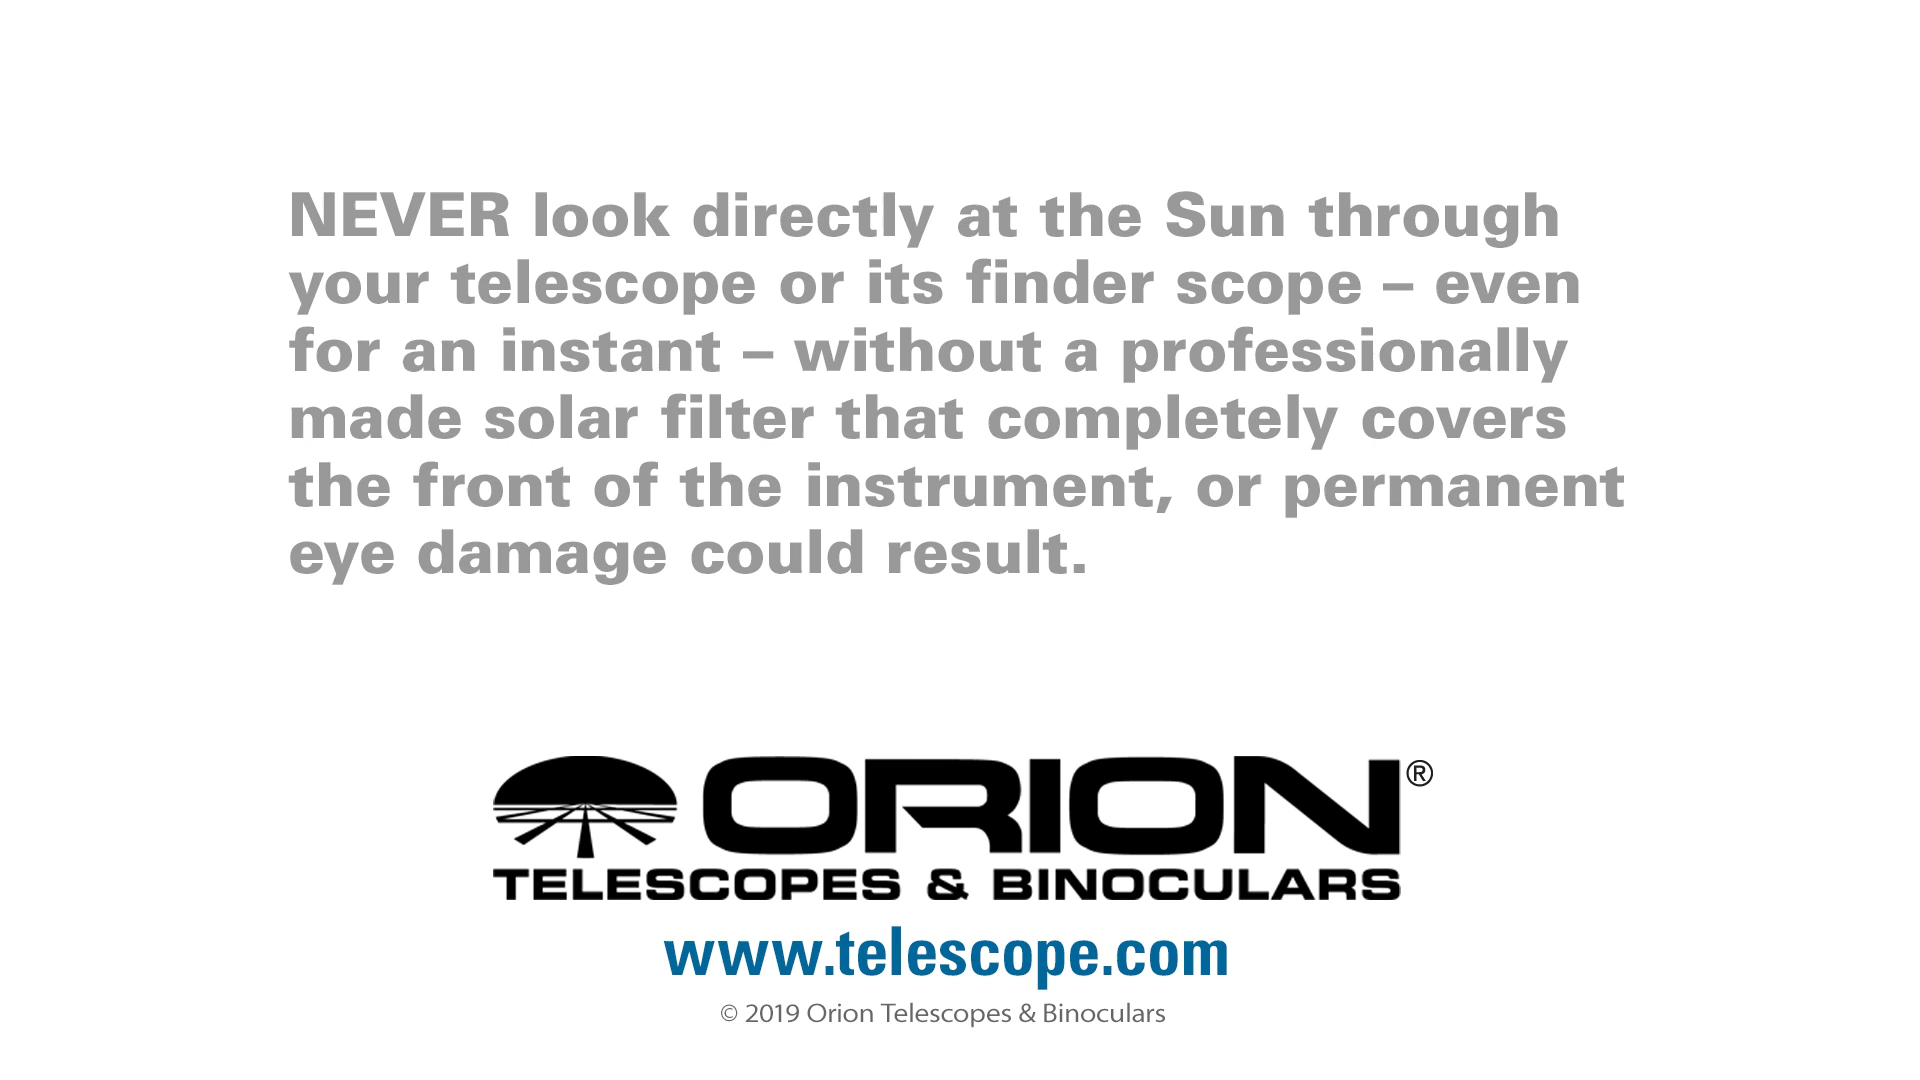 NEVER look directly at the Sun through
your telescope or its finder scope – even
for an instant – without a professionally
made solar filter that completely covers
the front of the instrument, or permanent
eye damage could result.
ORION®
TELESCOPES & BINOCULARS
www.telescope.com
© 2019 Orion Telescopes & Binoculars